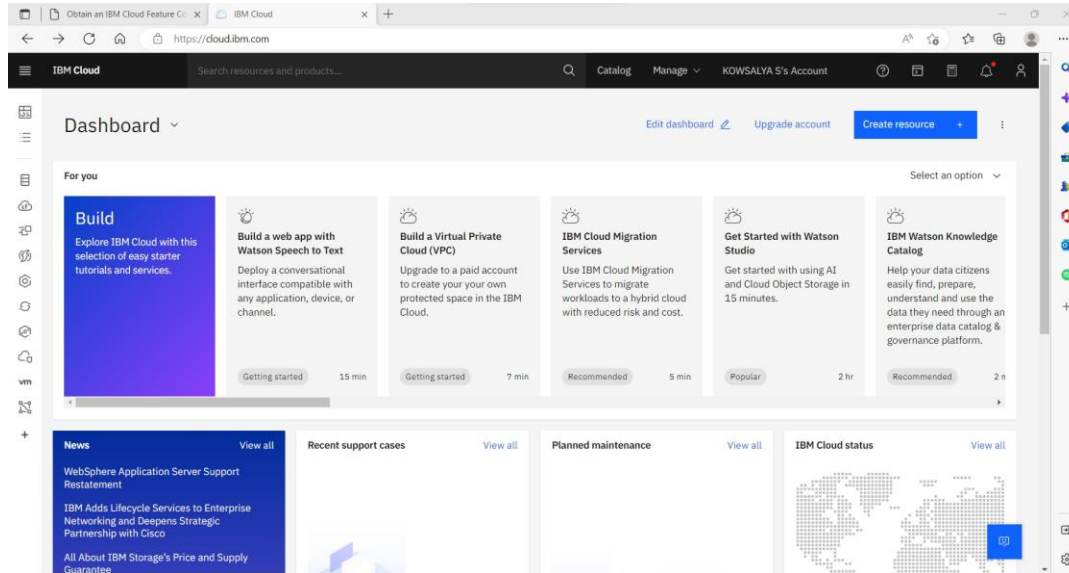 Obtain an IBM Cloud Feature Co
IBM Cloud
https://cloud.ibm.com
IBM Cloud
Search resources and products...
Catalog
Manage
KOWSALYA S's Account
Dashboard
Edit dashboard
Upgrade account
Create resource +
For you
Select an option
Build
Explore IBM Cloud with this
selection of easy starter
tutorials and services.
Build a web app with
Watson Speech to Text
Deploy a conversational
interface compatible with
any application, device, or
channel.
Getting started 15 min
Build a Virtual Private
Cloud (VPC)
Upgrade to a paid account
to create your your own
protected space in the IBM
Cloud.
Getting started 7 min
IBM Cloud Migration
Services
Use IBM Cloud Migration
Services to migrate
workloads to a hybrid cloud
with reduced risk and cost.
Recommended 5 min
Get Started with Watson
Studio
Get started with using AI
and Cloud Object Storage in
15 minutes.
Popular 2 hr
IBM Watson Knowledge
Catalog
Help your data citizens
easily find, prepare,
understand and use the
data they need through an
enterprise data catalog &
governance platform.
Recommended 2
vm
News View all
WebSphere Application Server Support
Restatement
IBM Adds Lifecycle Services to Enterprise
Networking and Deepens Strategic
Partnership with Cisco
All About IBM Storage's Price and Supply
Guarantee
Recent support cases View all
Planned maintenance View all
IBM Cloud status View all